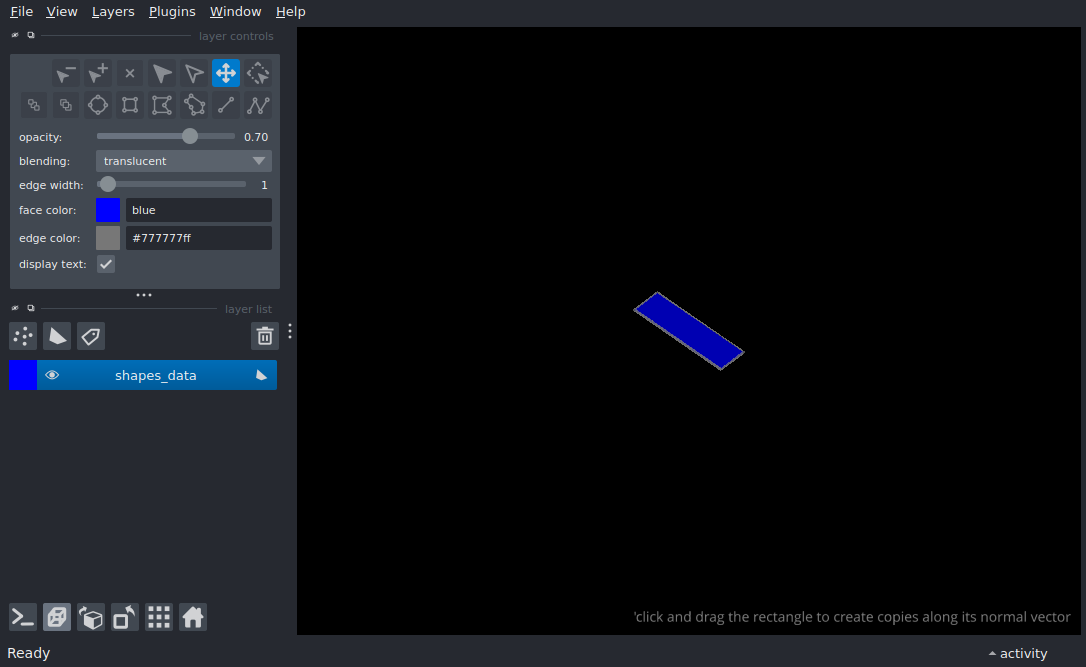 File View Layers Plugins Window Help
layer controls
opacity: 0.70
blending: translucent
edge width: 1
face color: blue
edge color: #777777ff
display text:
layer list
shapes_data
'click and drag the rectangle to create copies along its normal vector
Ready activity